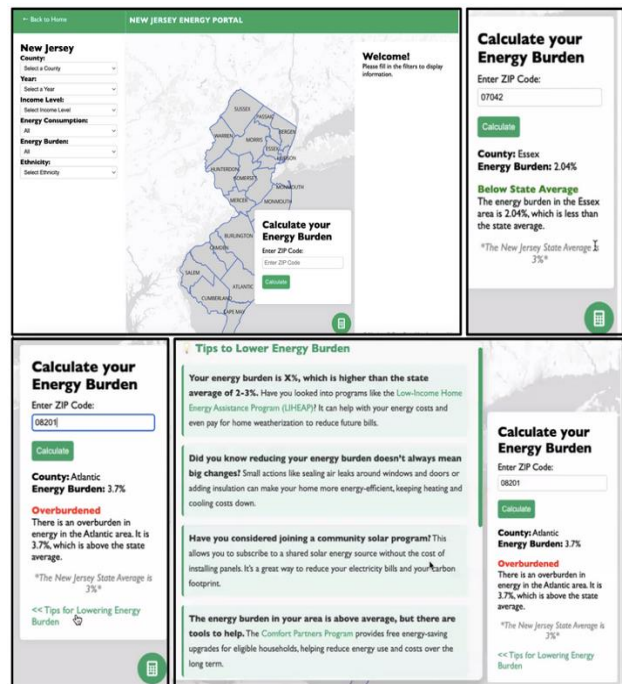 ← Back to Home
NEW JERSEY ENERGY PORTAL
New Jersey
County:
Select a County
Year:
Select a Year
Income Level:
Select Income Level
Energy Consumption:
All
Energy Burden:
All
Ethnicity:
Select Ethnicity
SUSSEX
PASSAIC
BERGEN
WARREN
MORRIS
ESSEX
HUDSON
HUNTERDON
SOMERSET
MONMOUTH
MERCER
MONMOUTH
BURLINGTON
CAMDEN
SALEM
ATLANTIC
CUMBERLAND
CAPE MAY
Welcome!
Please fill in the filters to display
information.
Calculate your
Energy Burden
Enter ZIP Code:
Enter ZIP Code
Calculate
Calculate your
Energy Burden
Enter ZIP Code:
07042
Calculate
County: Essex
Energy Burden: 2.04%
Below State Average
The energy burden in the Essex
area is 2.04%, which is less than
the state average.
*The New Jersey State Average is
3%*
Calculate your
Energy Burden
Enter ZIP Code:
08201
Calculate
County: Atlantic
Energy Burden: 3.7%
Overburdened
There is an overburden in
energy in the Atlantic area. It is
3.7%, which is above the state
average.
*The New Jersey State Average is
3%*
<< Tips for Lowering Energy
Burden
Tips to Lower Energy Burden
Your energy burden is X%, which is higher than the state
average of 2-3%. Have you looked into programs like the Low-Income Home
Energy Assistance Program (LIHEAP)? It can help with your energy costs and
even pay for home weatherization to reduce future bills.
Did you know reducing your energy burden doesn't always mean
big changes? Small actions like sealing air leaks around windows and doors or
adding insulation can make your home more energy-efficient, keeping heating and
cooling costs down.
Have you considered joining a community solar program? This
allows you to subscribe to a shared solar energy source without the cost of
installing panels. It's a great way to reduce your electricity bills and your carbon
footprint.
The energy burden in your area is above average, but there are
tools to help. The Comfort Partners Program provides free energy-saving
upgrades for eligible households, helping reduce energy use and costs over the
long term.
Calculate your
Energy Burden
Enter ZIP Code:
08201
Calculate
County: Atlantic
Energy Burden: 3.7%
Overburdened
There is an overburden in
energy in the Atlantic area. It is
3.7%, which is above the state
average.
*The New Jersey State Average is
3%*
<< Tips for Lowering Energy
Burden